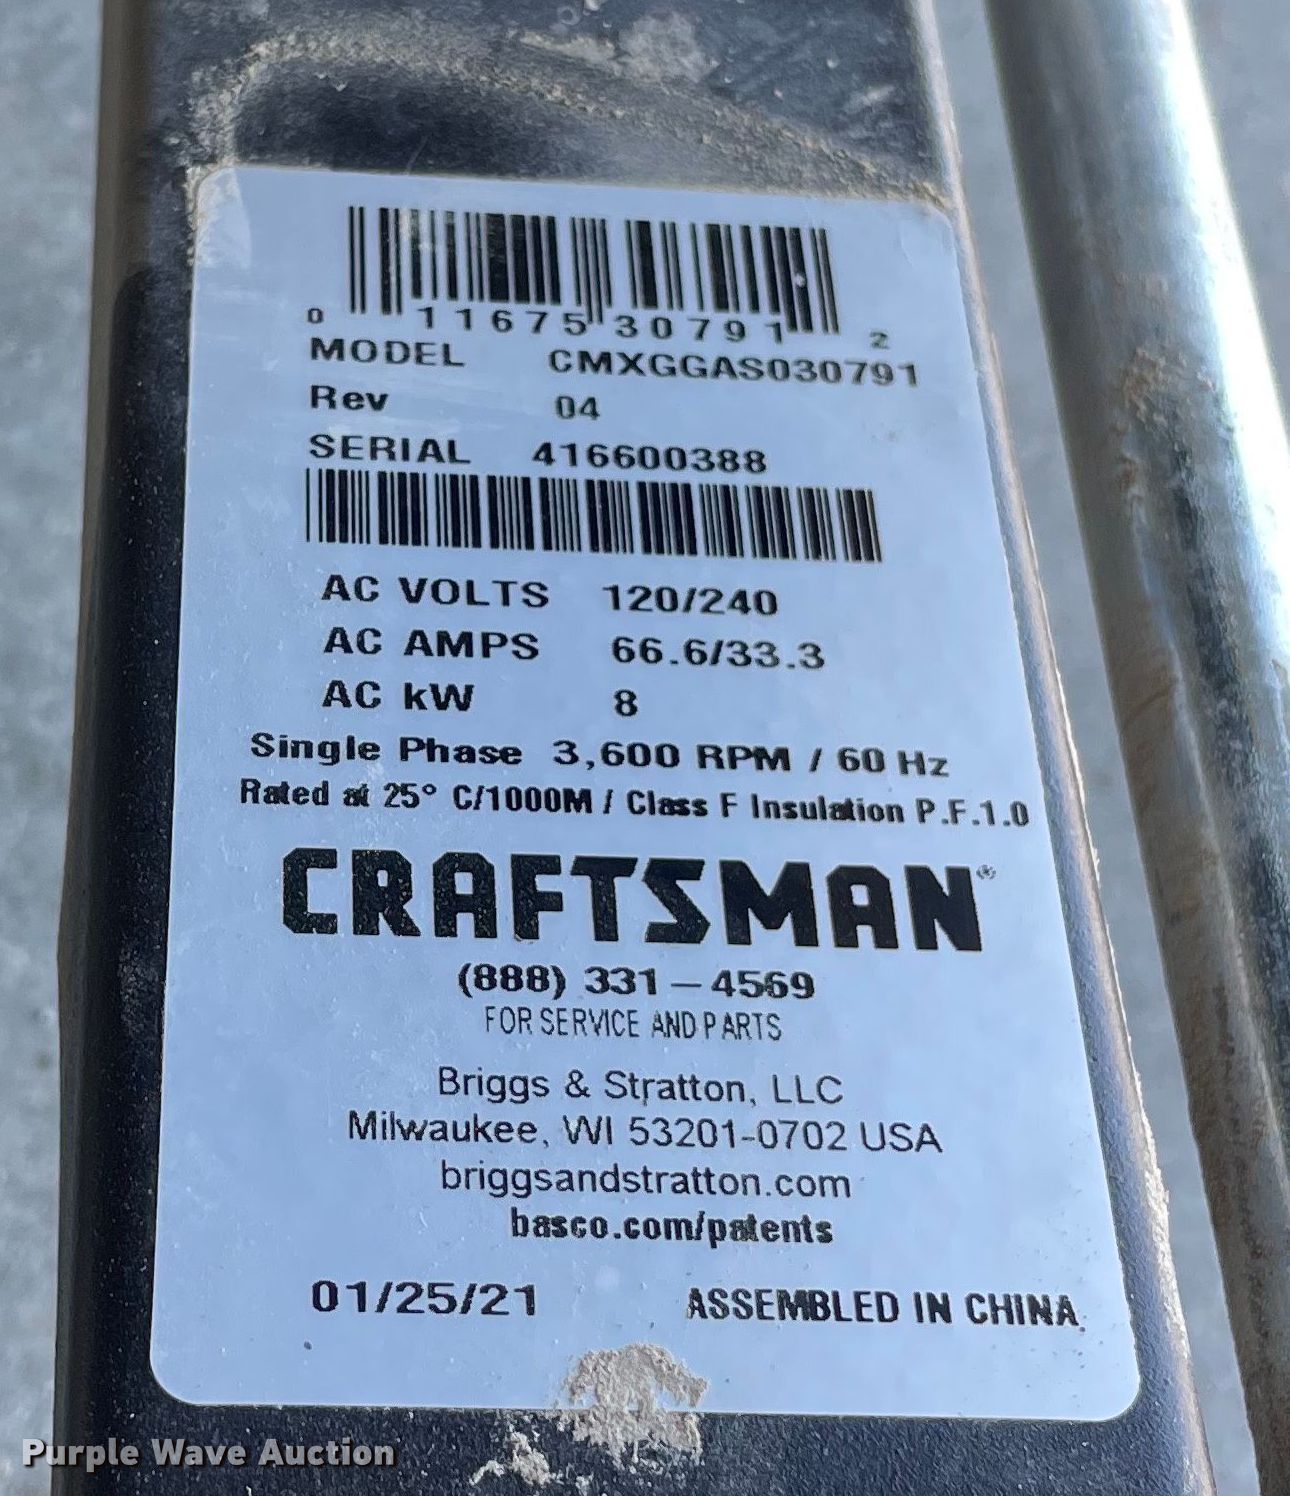 0 11675 30791 2
MODEL CMXGGAS030791
Rev 04
SERIAL 416600388
AC VOLTS 120/240
AC AMPS 66.6/33.3
AC kW 8
Single Phase 3,600 RPM / 60 Hz
Rated at 25° C/1000M / Class F Insulation P.F.1.0
CRAFTSMAN®
(888) 331-4569
FOR SERVICE AND PARTS
Briggs & Stratton, LLC
Milwaukee, WI 53201-0702 USA
briggsandstratton.com
basco.com/patents
01/25/21 ASSEMBLED IN CHINA
Purple Wave Auction